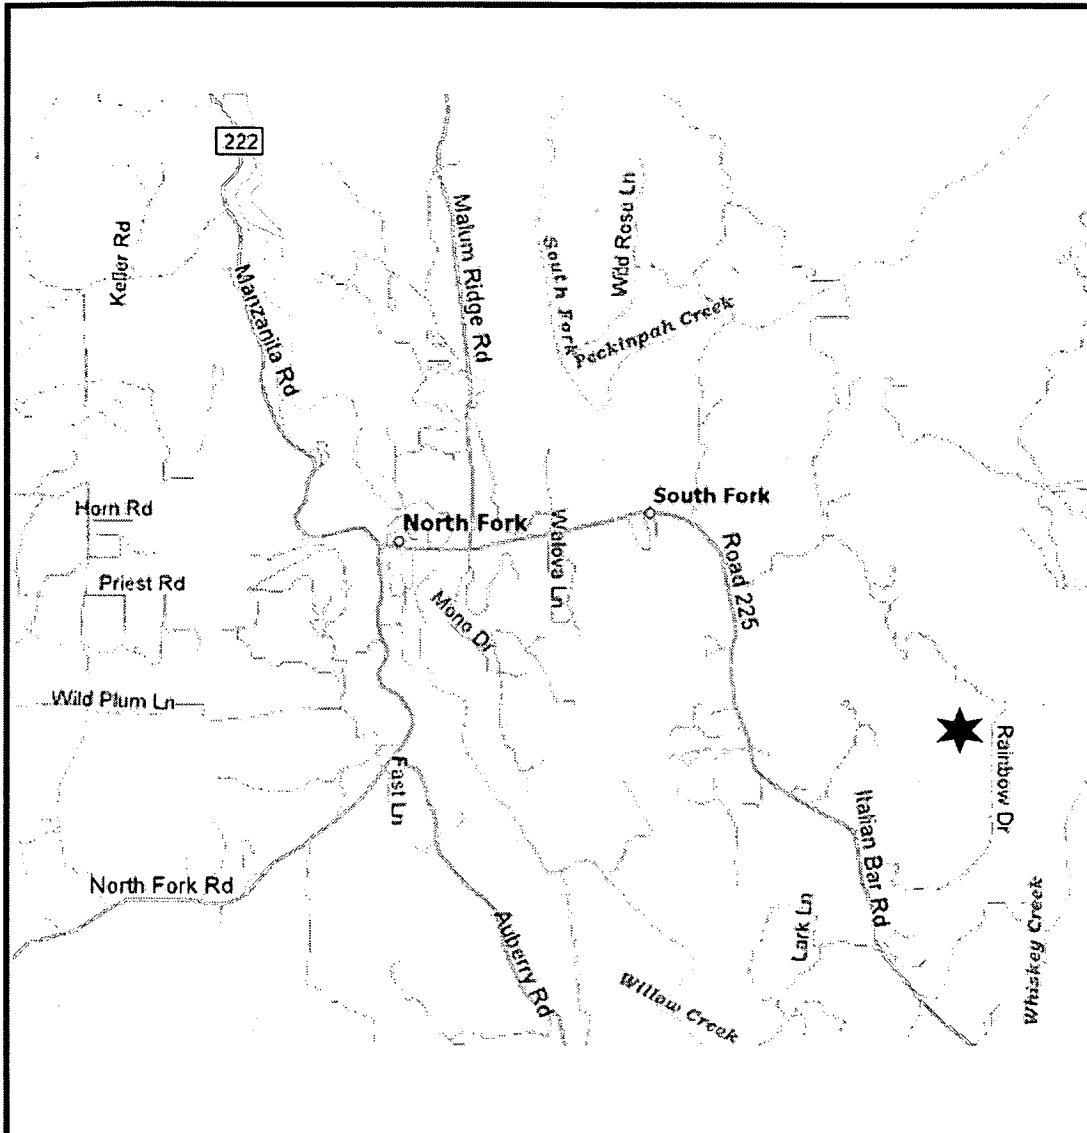 222
Keller Rd
Manzanita Rd
Malum Ridge Rd
South Fork
Wild Rosu Ln
Peckinpah Creek
Horn Rd
North Fork
South Fork
Walova Ln
Road 225
Priest Rd
Mono Dr
Wild Plum Ln
Fast Ln
Rainbow Dr
Italian Bar Rd
North Fork Rd
Auberry Rd
Lark Ln
Willow Creek
Whiskey Creek